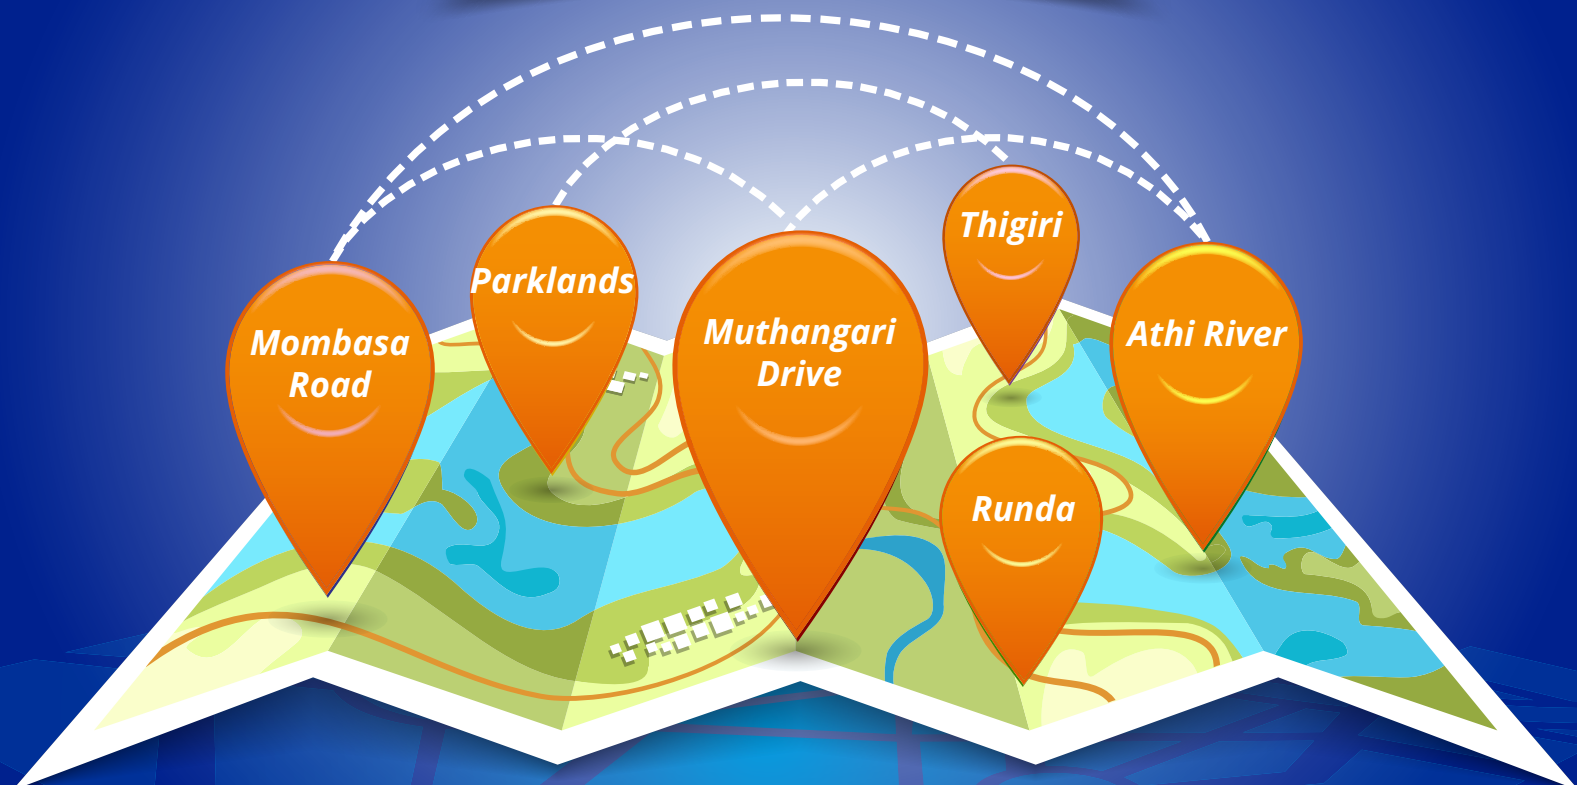 Mombasa
Road
Parklands
Muthangari
Drive
Thigiri
Athi River
Runda